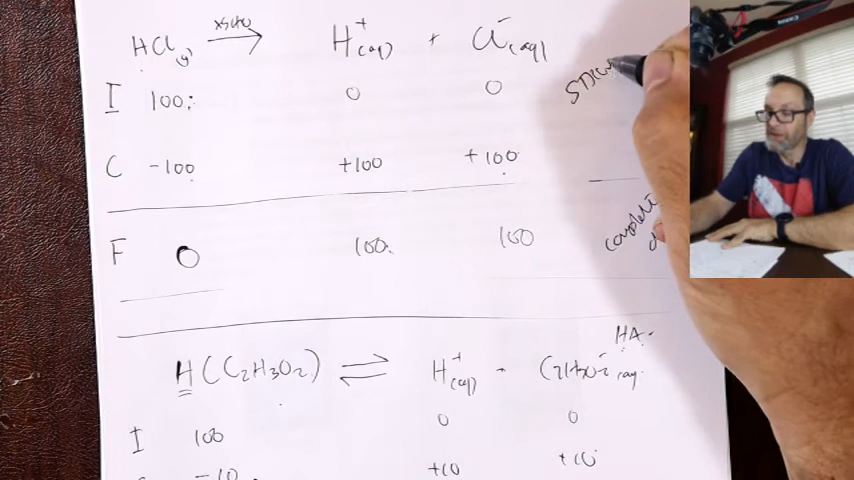 HCl(g) → H⁺(aq) + Cl⁻(aq)
I 100 0 0
C -100 +100 +100
F 0 100 100
HA
H(C₂H₃O₂) ⇌ H⁺(aq) - C₂H₃O₂⁻ aq
I 100 0 0
-10 +10 +10